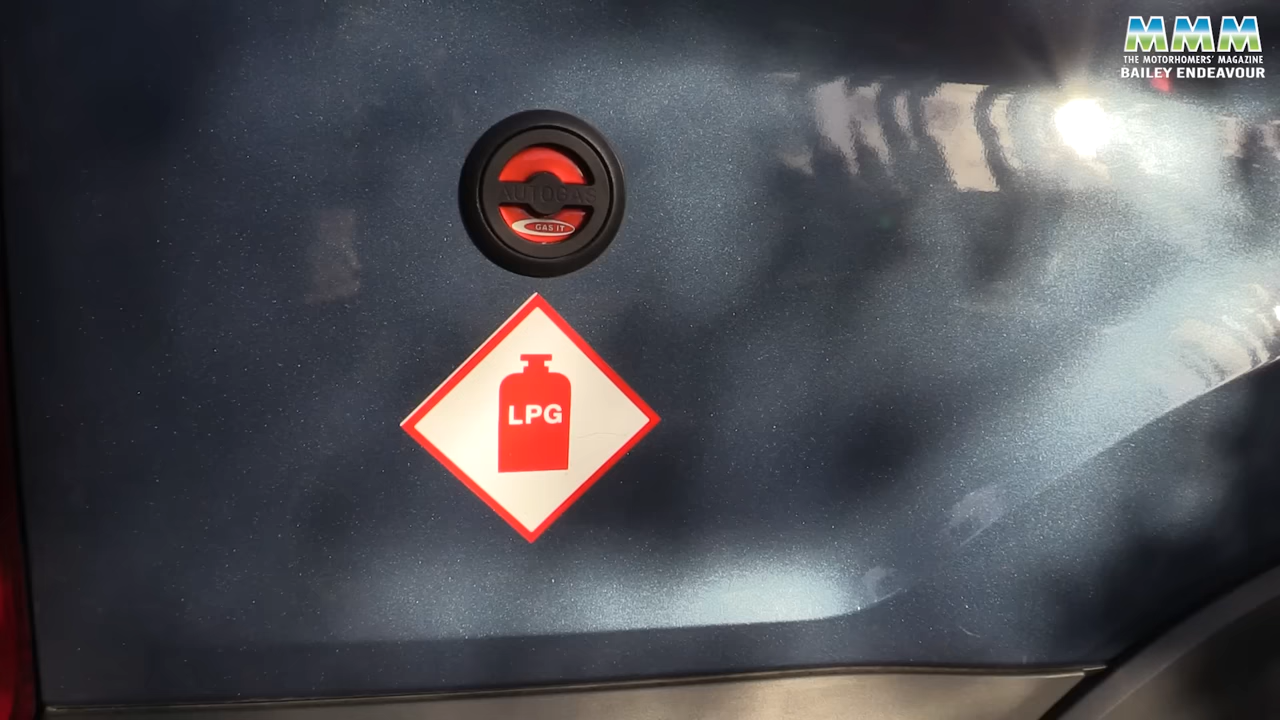 MMM
THE MOTORHOMERS' MAGAZINE
BAILEY ENDEAVOUR
AUTOGAS
GAS IT
LPG